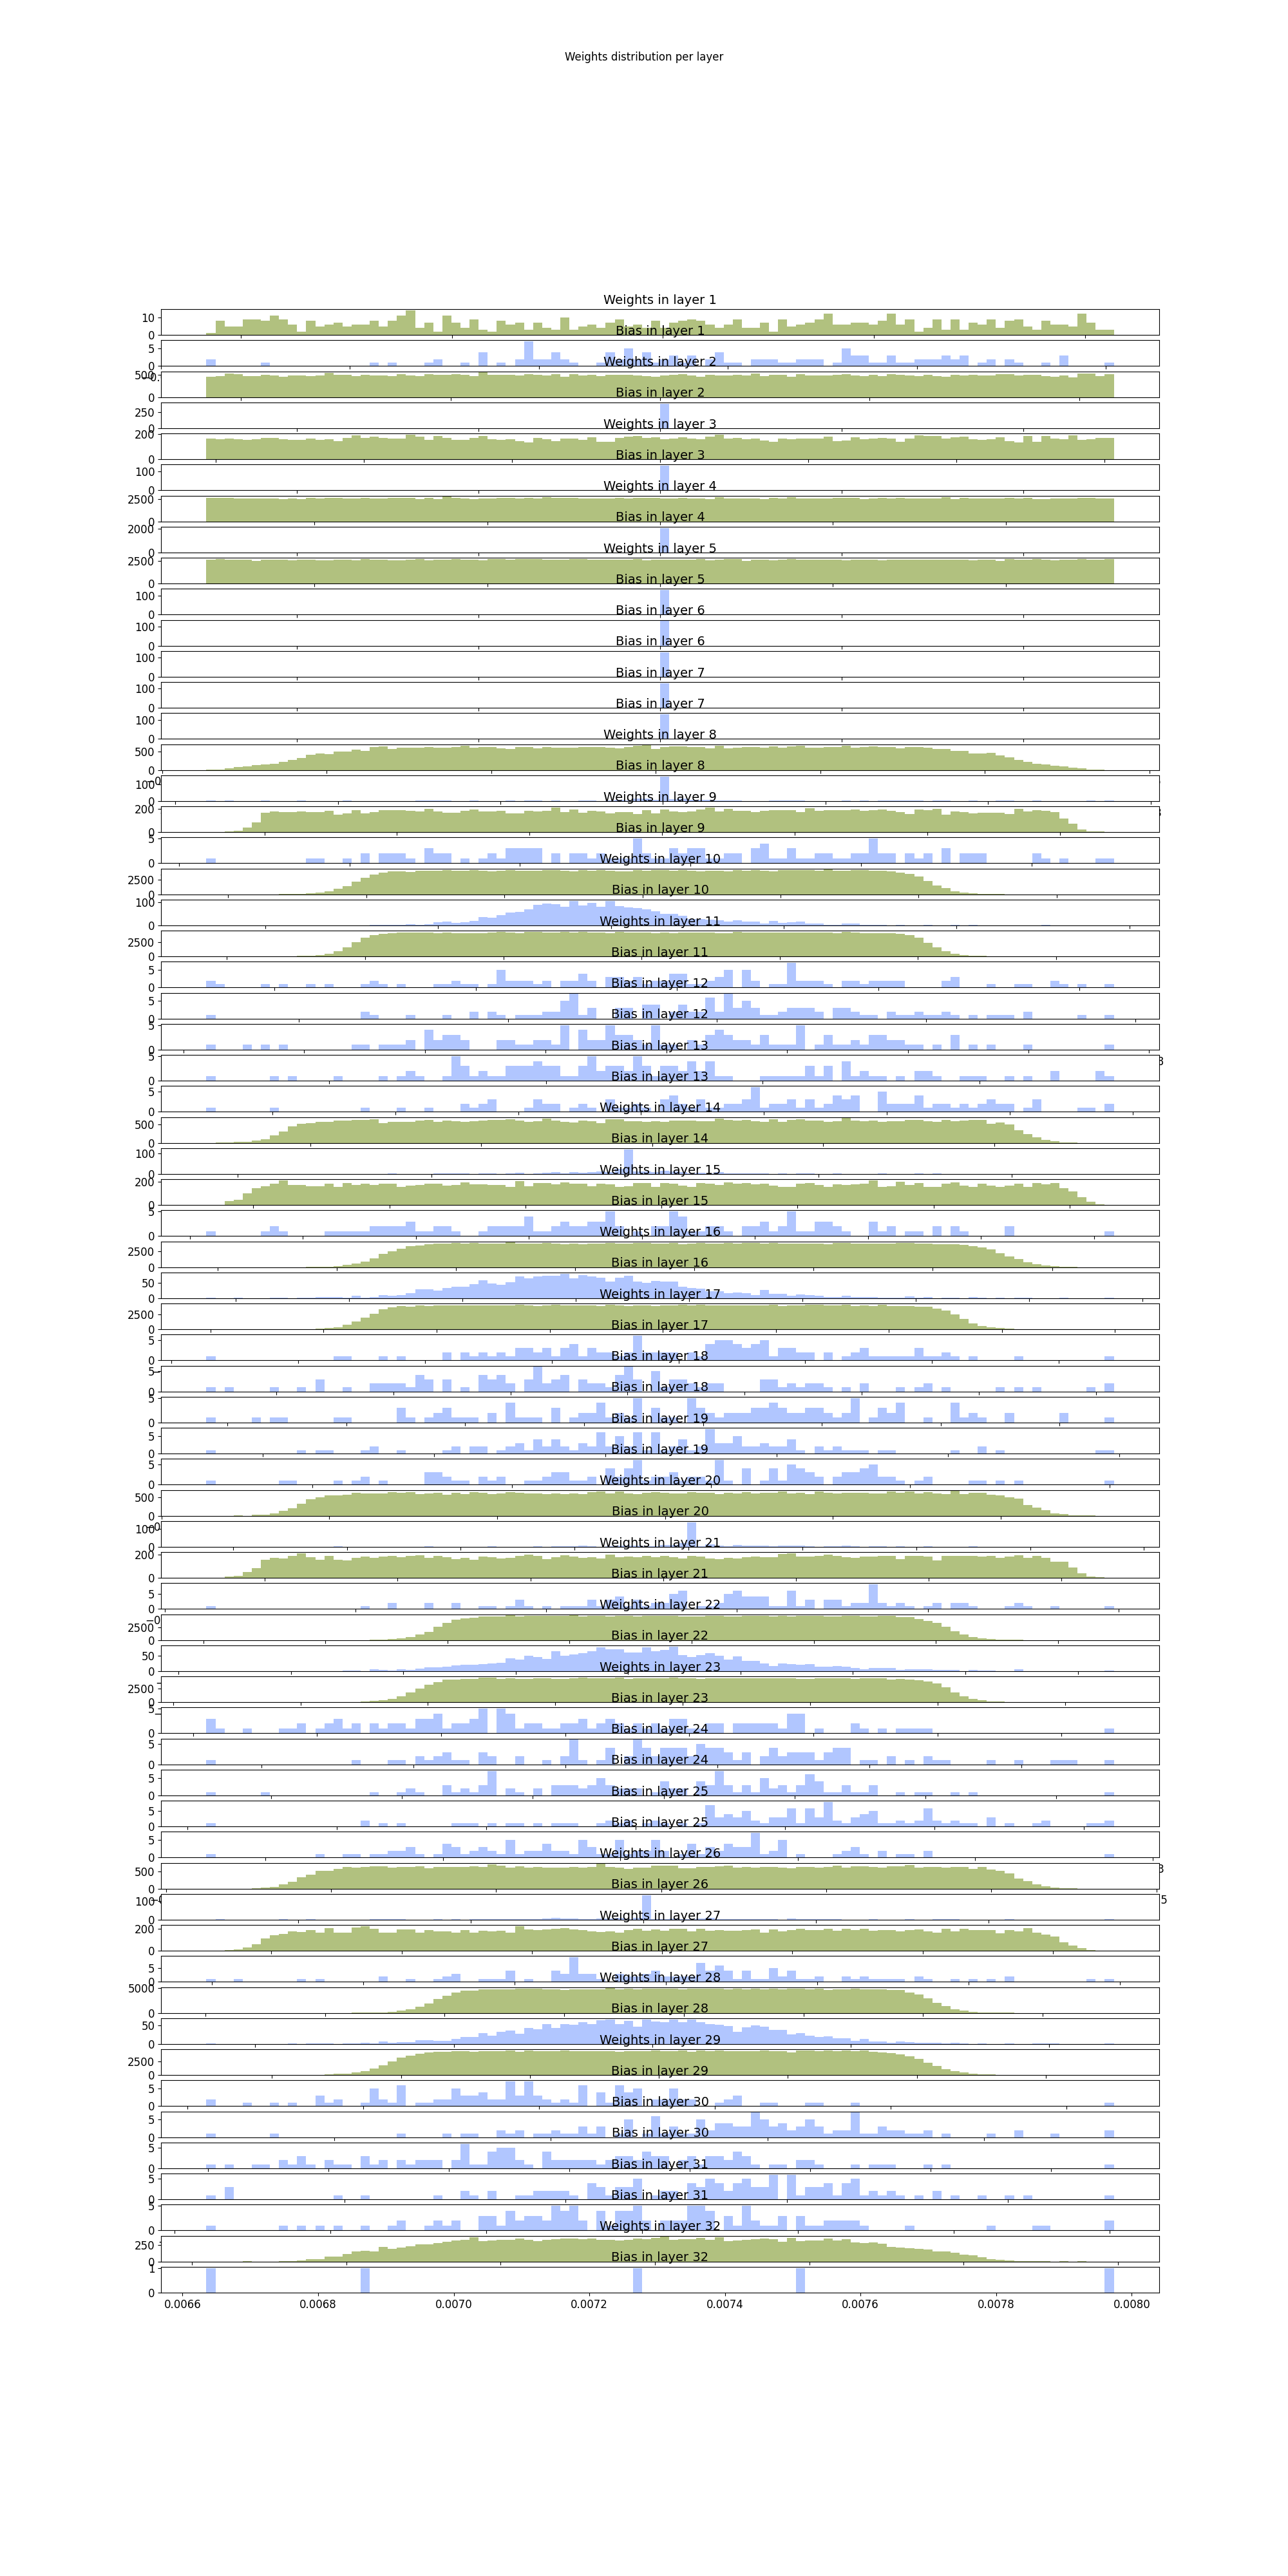 Weights distribution per layer
Weights in layer 1
10
0
Bias in layer 1
5
0
Weights in layer 2
500
0
Bias in layer 2
250
0
Weights in layer 3
200
0
Bias in layer 3
100
0
Weights in layer 4
2500
0
Bias in layer 4
2000
0
Weights in layer 5
2500
0
Bias in layer 5
100
0
Bias in layer 6
100
0
Bias in layer 6
100
0
Bias in layer 7
100
0
Bias in layer 7
100
0
Weights in layer 8
500
0
Bias in layer 8
100
0
Weights in layer 9
200
0
Bias in layer 9
5
0
Weights in layer 10
2500
0
Bias in layer 10
100
0
Weights in layer 11
2500
0
Bias in layer 11
5
0
Bias in layer 12
5
0
Bias in layer 12
5
0
Bias in layer 13
5
0
Bias in layer 13
5
0
Weights in layer 14
500
0
Bias in layer 14
100
0
Weights in layer 15
200
0
Bias in layer 15
5
0
Weights in layer 16
2500
0
Bias in layer 16
50
0
Weights in layer 17
2500
0
Bias in layer 17
5
0
Bias in layer 18
5
0
Bias in layer 18
5
0
Bias in layer 19
5
0
Bias in layer 19
5
0
Weights in layer 20
500
0
Bias in layer 20
100
0
Weights in layer 21
200
0
Bias in layer 21
5
0
Weights in layer 22
2500
0
Bias in layer 22
50
0
Weights in layer 23
2500
0
Bias in layer 23
5
0
Bias in layer 24
5
0
Bias in layer 24
5
0
Bias in layer 25
5
0
Bias in layer 25
5
0
Weights in layer 26
500
0
Bias in layer 26
100
0
Weights in layer 27
200
0
Bias in layer 27
5
0
Weights in layer 28
5000
0
Bias in layer 28
50
0
Weights in layer 29
2500
0
Bias in layer 29
5
0
Bias in layer 30
5
0
Bias in layer 30
5
0
Bias in layer 31
5
0
Bias in layer 31
5
0
Weights in layer 32
250
0
Bias in layer 32
1
0
0.0066 0.0068 0.0070 0.0072 0.0074 0.0076 0.0078 0.0080